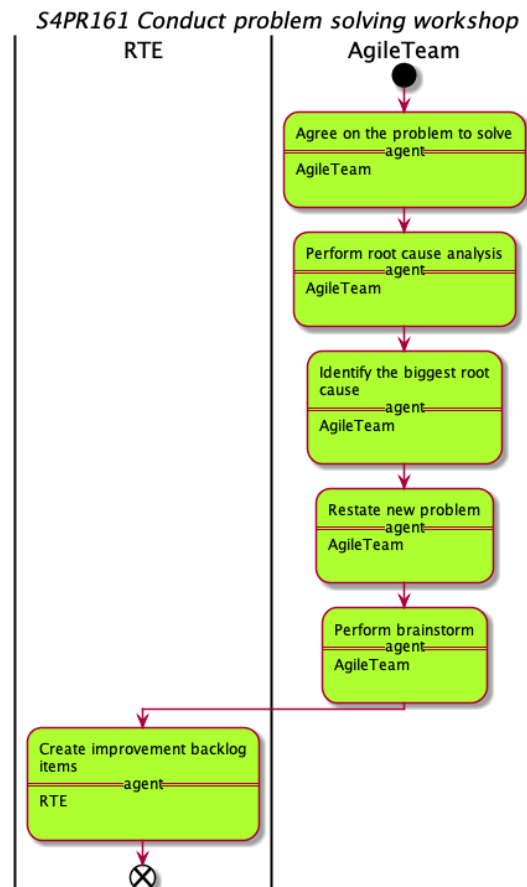 S4PR161 Conduct problem solving workshop
RTE
AgileTeam
Agree on the problem to solve
agent
AgileTeam
Perform root cause analysis
agent
AgileTeam
Identify the biggest root
cause
agent
AgileTeam
Restate new problem
agent
AgileTeam
Perform brainstorm
agent
AgileTeam
Create improvement backlog
items
agent
RTE